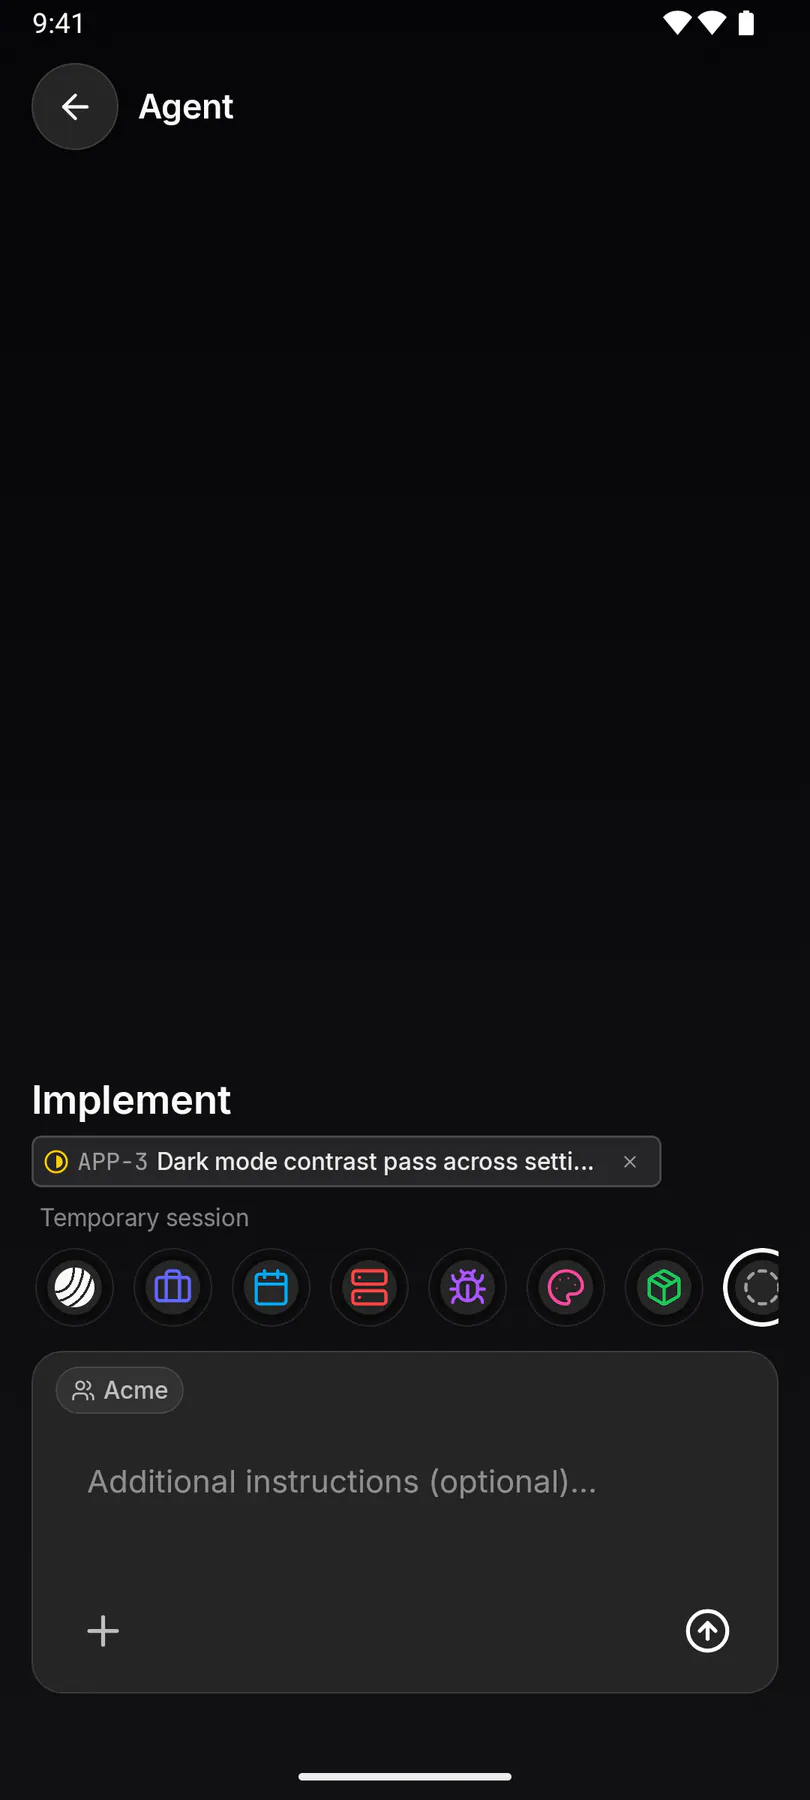 9:41
Agent
Implement
APP-3 Dark mode contrast pass across setti...
Temporary session
Acme
Additional instructions (optional)...